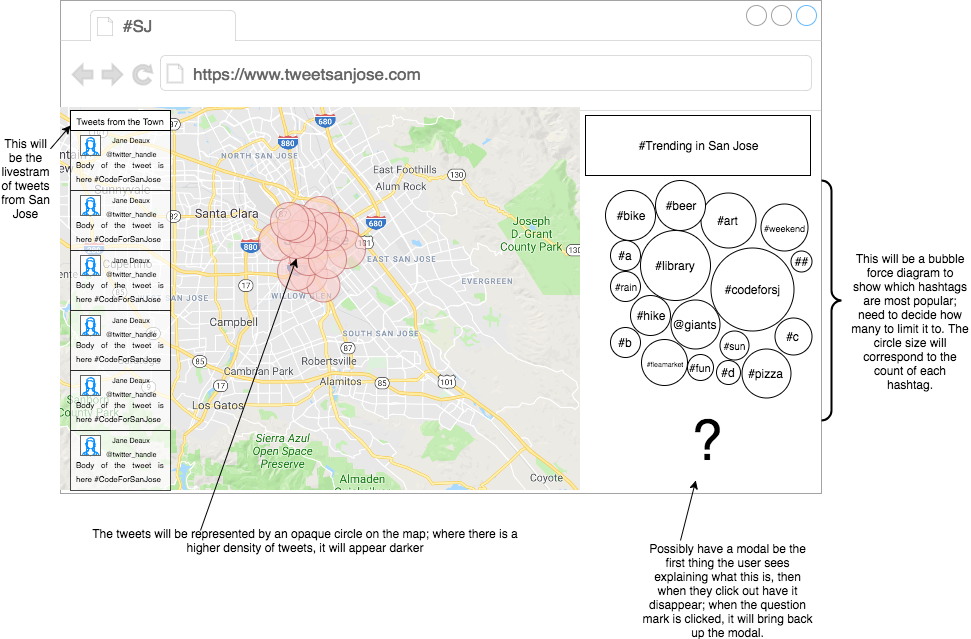 #SJ
https://www.tweetsanjose.com
This will
be the
livestram
of tweets
from San
Jose
Tweets from the Town
Jane Deaux
@twitter_handle
Body of the tweet is
here #CodeForSanJose
Jane Deaux
@twitter_handle
Body of the tweet is
here #CodeForSanJose
Jane Deaux
@twitter_handle
Body of the tweet is
here #CodeForSanJose
Jane Deaux
@twitter_handle
Body of the tweet is
here #CodeForSanJose
Jane Deaux
@twitter_handle
Body of the tweet is
here #CodeForSanJose
Jane Deaux
@twitter_handle
Body of the tweet is
here #CodeForSanJose
680
880
NORTH SAN JOSE
East Foothills
130
Alum Rock
Santa Clara
680
101
880
EAST SAN JOSE
Joseph
D. Grant
County Park
130
17
WILLOW GLEN
EVERGREEN
SAN JOSE
Campbell
SOUTH SAN JOSE
87
85
Robertsville
Cambrian Park
17
Alamitos
85
101
Los Gatos
Sierra Azul
Open Space
Preserve
Almaden
Coyote
#Trending in San Jose
#bike
#beer
#art
#weekend
#a
#library
##
#rain
#codeforsj
#hike
@giants
#b
#sun
#c
#fleamarket
#fun
#d
#pizza
?
This will be a bubble
force diagram to
show which hashtags
are most popular;
need to decide how
many to limit it to. The
circle size will
correspond to the
count of each
hashtag.
The tweets will be represented by an opaque circle on the map; where there is a
higher density of tweets, it will appear darker
Possibly have a modal be the
first thing the user sees
explaining what this is, then
when they click out have it
disappear; when the question
mark is clicked, it will bring back
up the modal.